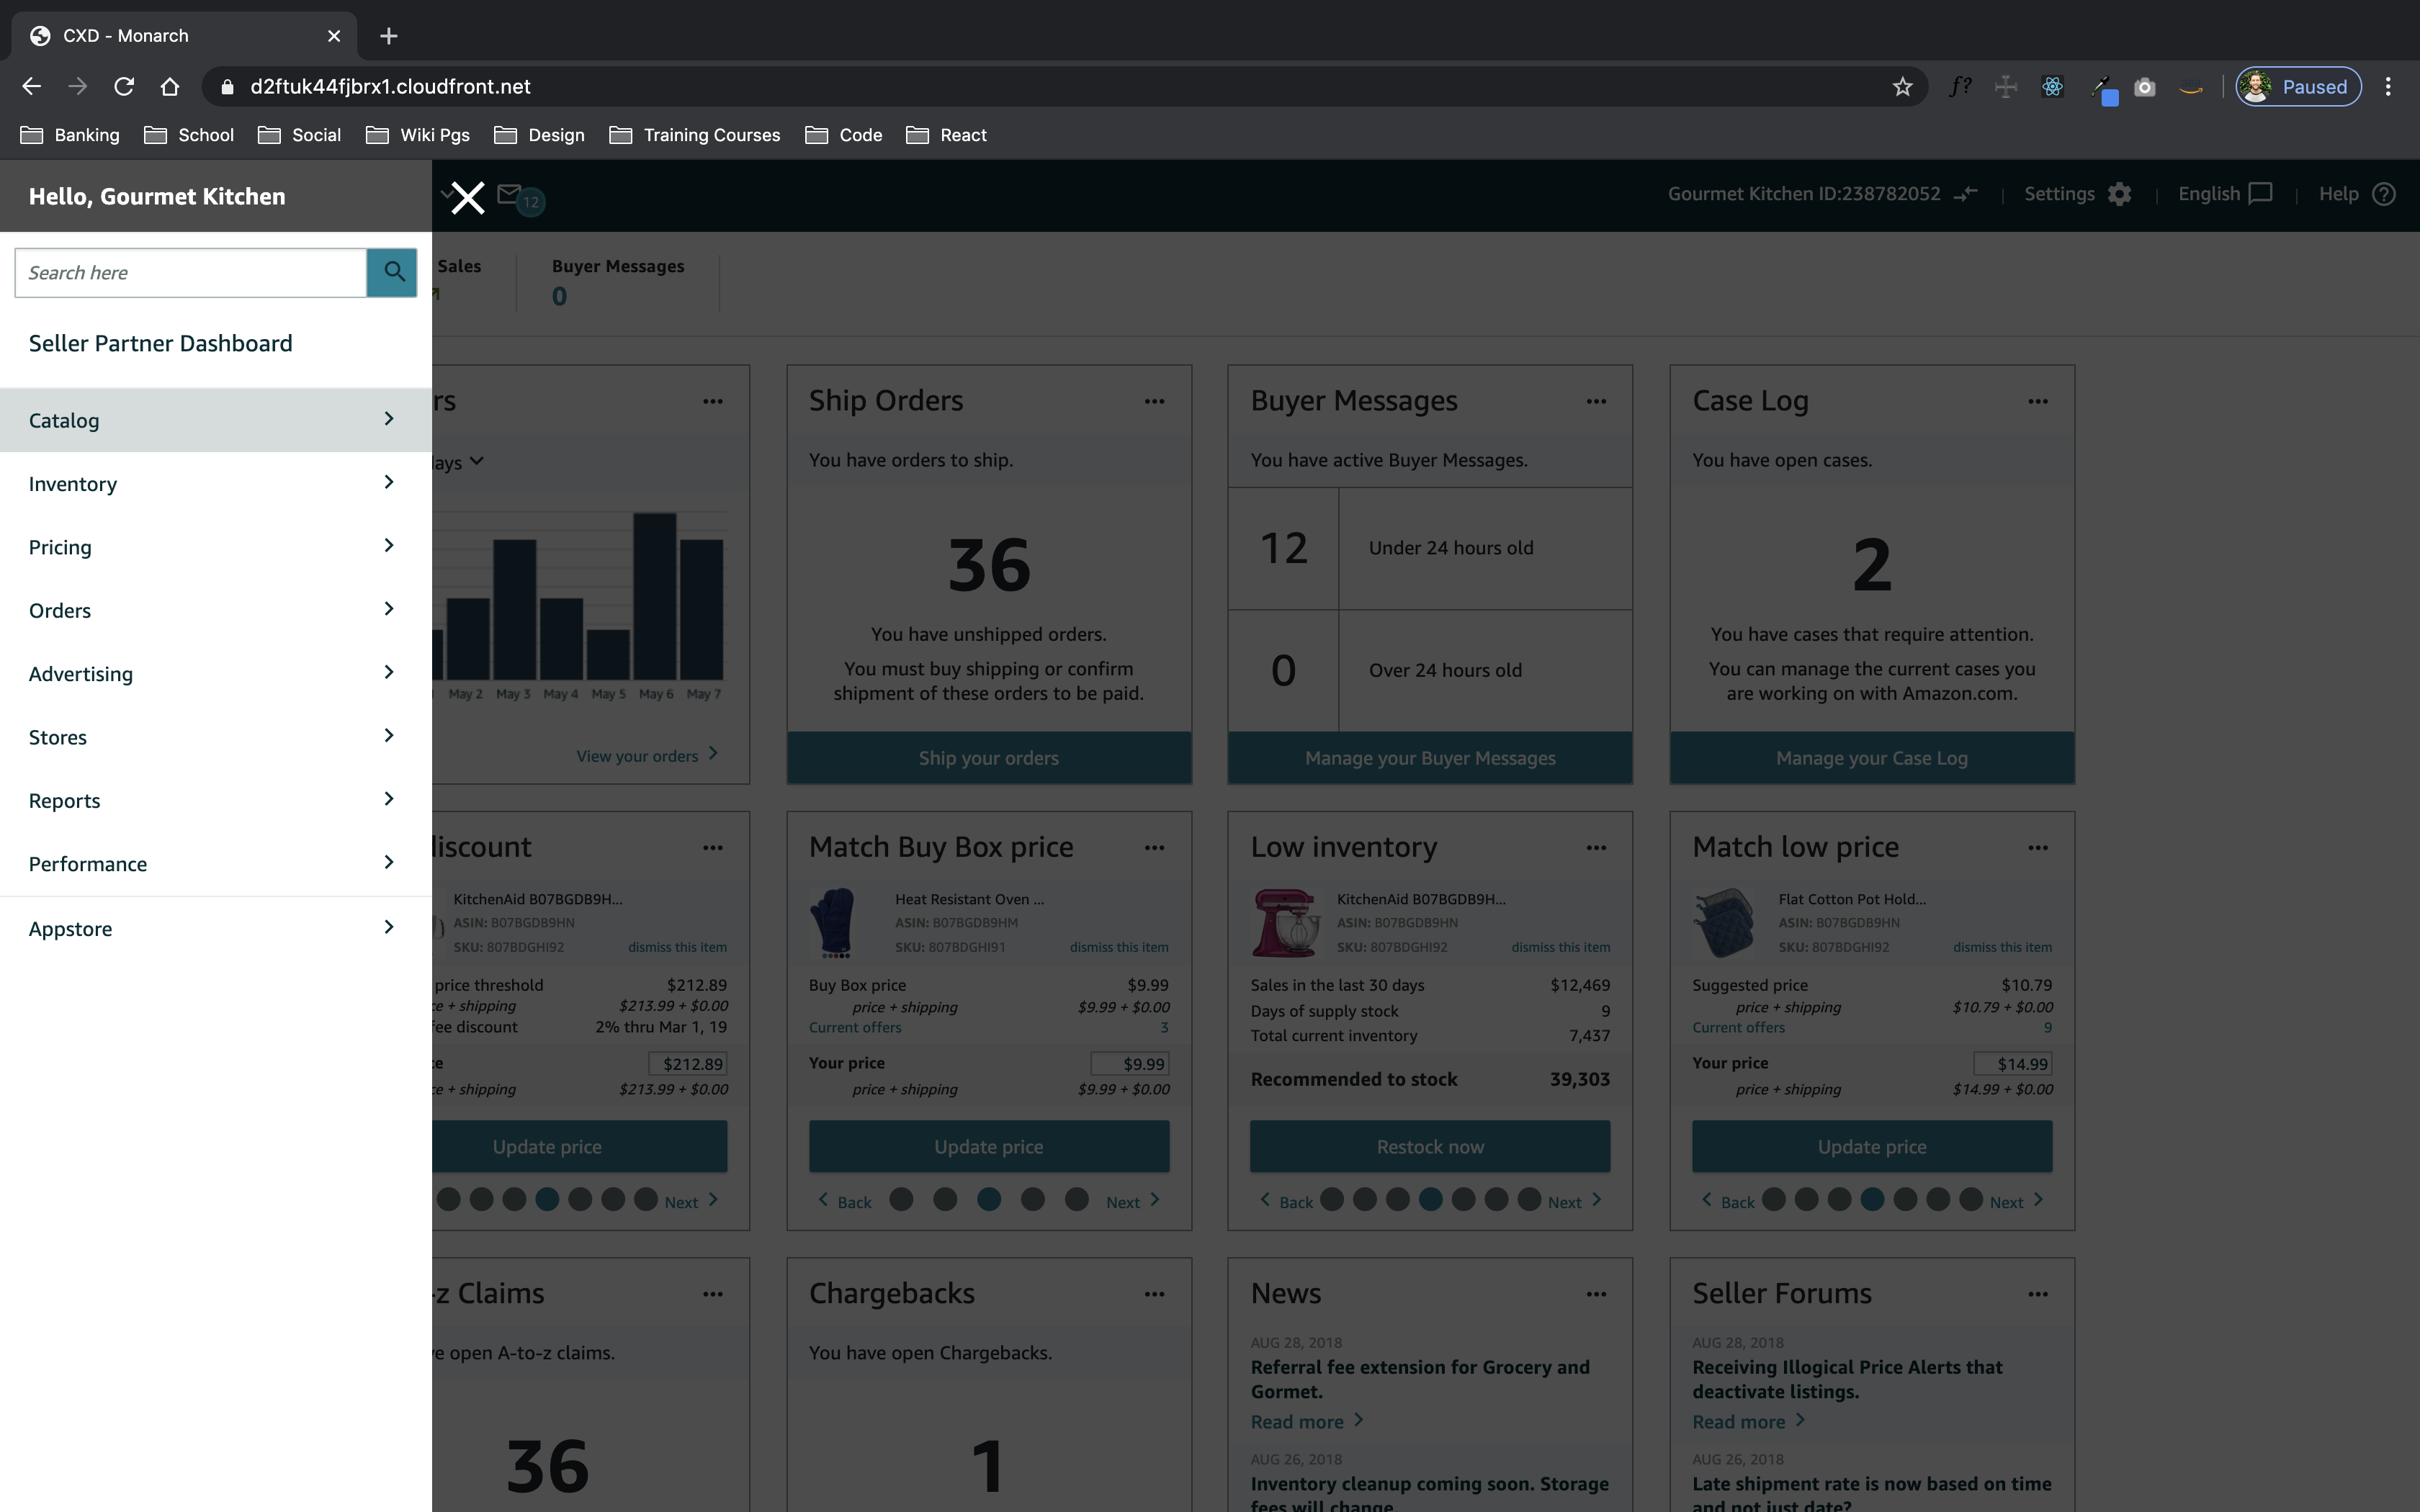 CXD - Monarch
d2ftuk44fjbrx1.cloudfront.net
f?
Paused
Banking
School
Social
Wiki Pgs
Design
Training Courses
Code
React
Hello, Gourmet Kitchen
12
Gourmet Kitchen ID:238782052
Settings
English
Help
Search here
Sales
Buyer Messages
0
Seller Partner Dashboard
Catalog
Inventory
Pricing
Orders
Advertising
Stores
Reports
Performance
Appstore
rs
ays
May 2 May 3 May 4 May 5 May 6 May 7
View your orders
Ship Orders
You have orders to ship.
36
You have unshipped orders.
You must buy shipping or confirm
shipment of these orders to be paid.
Ship your orders
Buyer Messages
You have active Buyer Messages.
12 Under 24 hours old
0 Over 24 hours old
Manage your Buyer Messages
Case Log
You have open cases.
2
You have cases that require attention.
You can manage the current cases you
are working on with Amazon.com.
Manage your Case Log
iscount
KitchenAid B07BGDB9H...
ASIN: B07BGDB9HN
SKU: 807BDGHI92 dismiss this item
price threshold $212.89
ce + shipping $213.99 + $0.00
fee discount 2% thru Mar 1, 19
ce $212.89
ce + shipping $213.99 + $0.00
Update price
Next
Match Buy Box price
Heat Resistant Oven ...
ASIN: B07BGDB9HM
SKU: 807BDGHI91 dismiss this item
Buy Box price $9.99
price + shipping $9.99 + $0.00
Current offers 3
Your price $9.99
price + shipping $9.99 + $0.00
Update price
Back Next
Low inventory
KitchenAid B07BGDB9H...
ASIN: B07BGDB9HN
SKU: 807BDGHI92 dismiss this item
Sales in the last 30 days $12,469
Days of supply stock 9
Total current inventory 7,437
Recommended to stock 39,303
Restock now
Back Next
Match low price
Flat Cotton Pot Hold...
ASIN: B07BGDB9HN
SKU: 807BDGHI92 dismiss this item
Suggested price $10.79
price + shipping $10.79 + $0.00
Current offers 9
Your price $14.99
price + shipping $14.99 + $0.00
Update price
Back Next
-z Claims
e open A-to-z claims.
36
Chargebacks
You have open Chargebacks.
1
News
AUG 28, 2018
Referral fee extension for Grocery and
Gormet.
Read more
AUG 26, 2018
Inventory cleanup coming soon. Storage
fees will change.
Seller Forums
AUG 28, 2018
Receiving Illogical Price Alerts that
deactivate listings.
Read more
AUG 26, 2018
Late shipment rate is now based on time
and not just date?